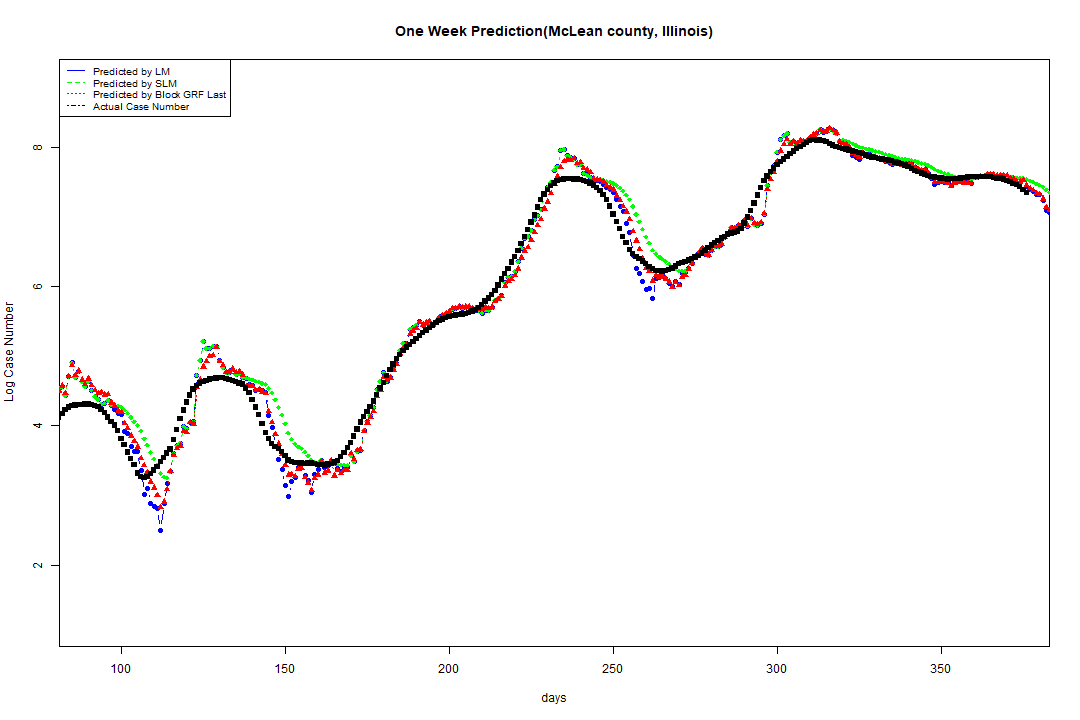 One Week Prediction(McLean county, Illinois)
Predicted by LM
Predicted by SLM
Predicted by Block GRF Last
Actual Case Number
8
6
4
2
Log Case Number
100 150 200 250 300 350
days